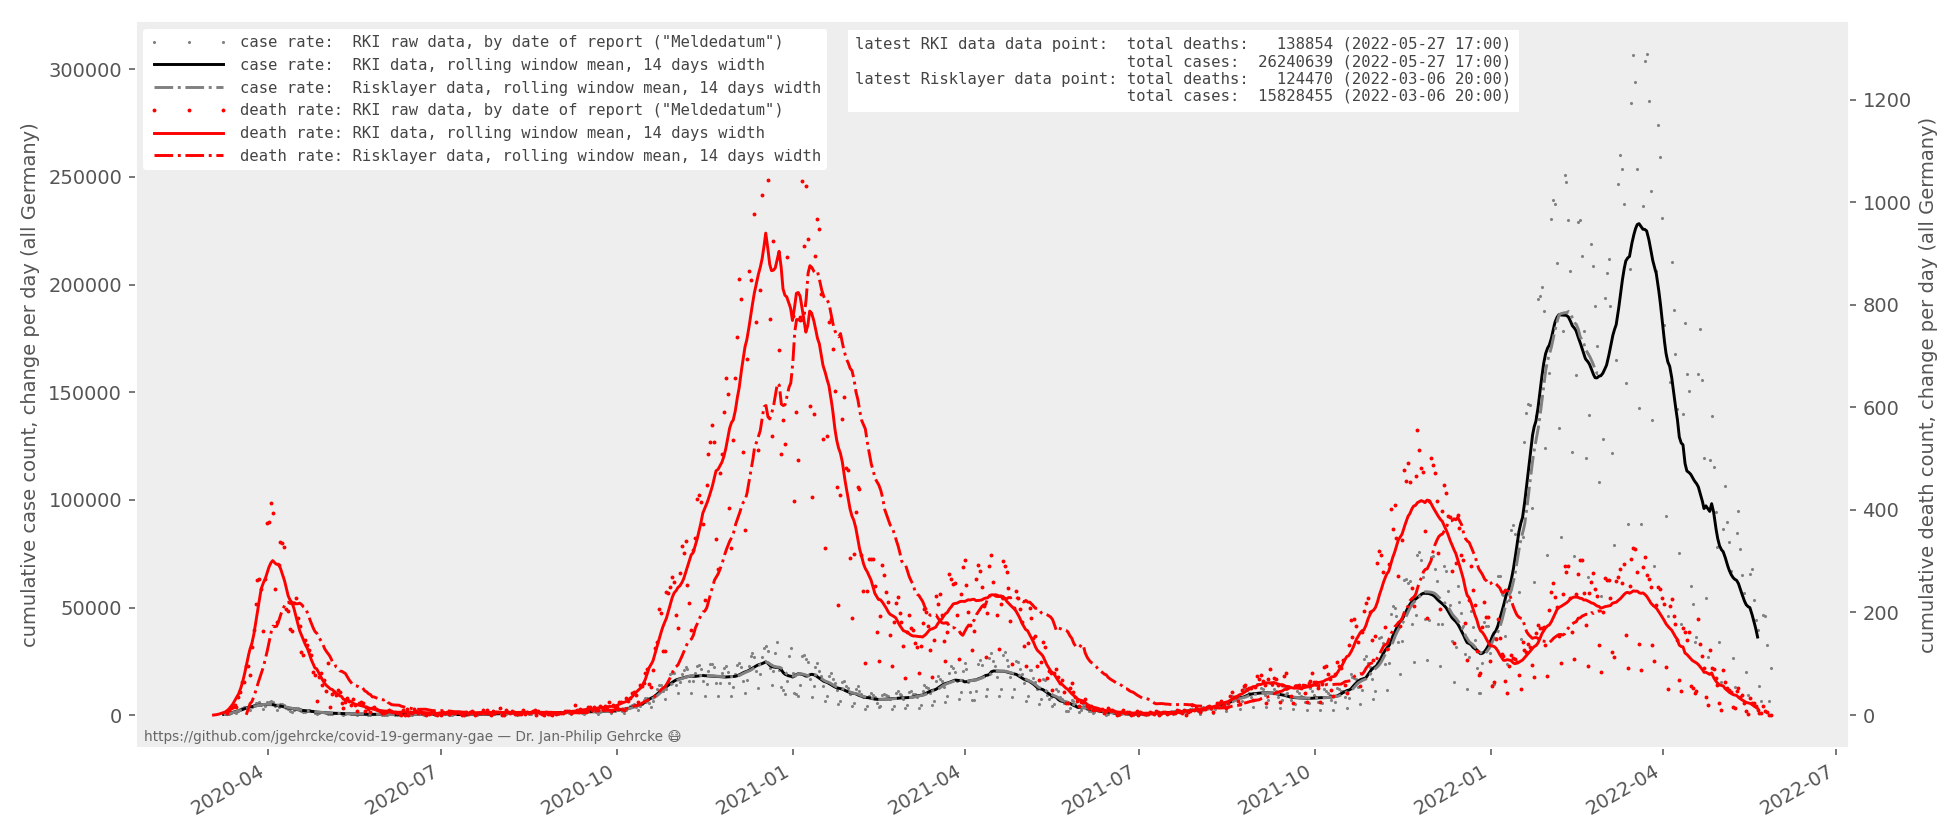 case rate:  RKI raw data, by date of report ("Meldedatum")
case rate:  RKI data, rolling window mean, 14 days width
case rate:  Risklayer data, rolling window mean, 14 days width
death rate: RKI raw data, by date of report ("Meldedatum")
death rate: RKI data, rolling window mean, 14 days width
death rate: Risklayer data, rolling window mean, 14 days width
latest RKI data data point:  total deaths:   138854 (2022-05-27 17:00)
total cases:  26240639 (2022-05-27 17:00)
latest Risklayer data point: total deaths:   124470 (2022-03-06 20:00)
total cases:  15828455 (2022-03-06 20:00)
cumulative case count, change per day (all Germany)
300000
250000
200000
150000
100000
50000
0
1200
1000
800
600
400
200
0
cumulative death count, change per day (all Germany)
https://github.com/jgehrcke/covid-19-germany-gae — Dr. Jan-Philip Gehrcke 😷
2020-04
2020-07
2020-10
2021-01
2021-04
2021-07
2021-10
2022-01
2022-04
2022-07